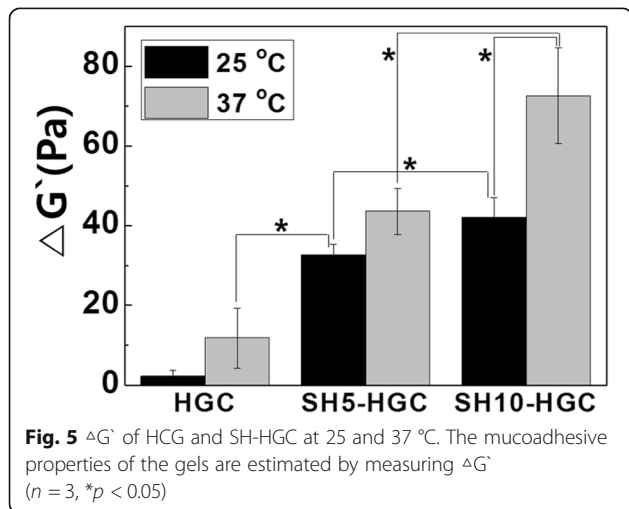 80
60
40
20
0
△G`(Pa)
25 °C
37 °C
*
*
*
*
HGC SH5-HGC SH10-HGC
Fig. 5 △G` of HCG and SH-HGC at 25 and 37 °C. The mucoadhesive
properties of the gels are estimated by measuring △G`
(n = 3, *p < 0.05)